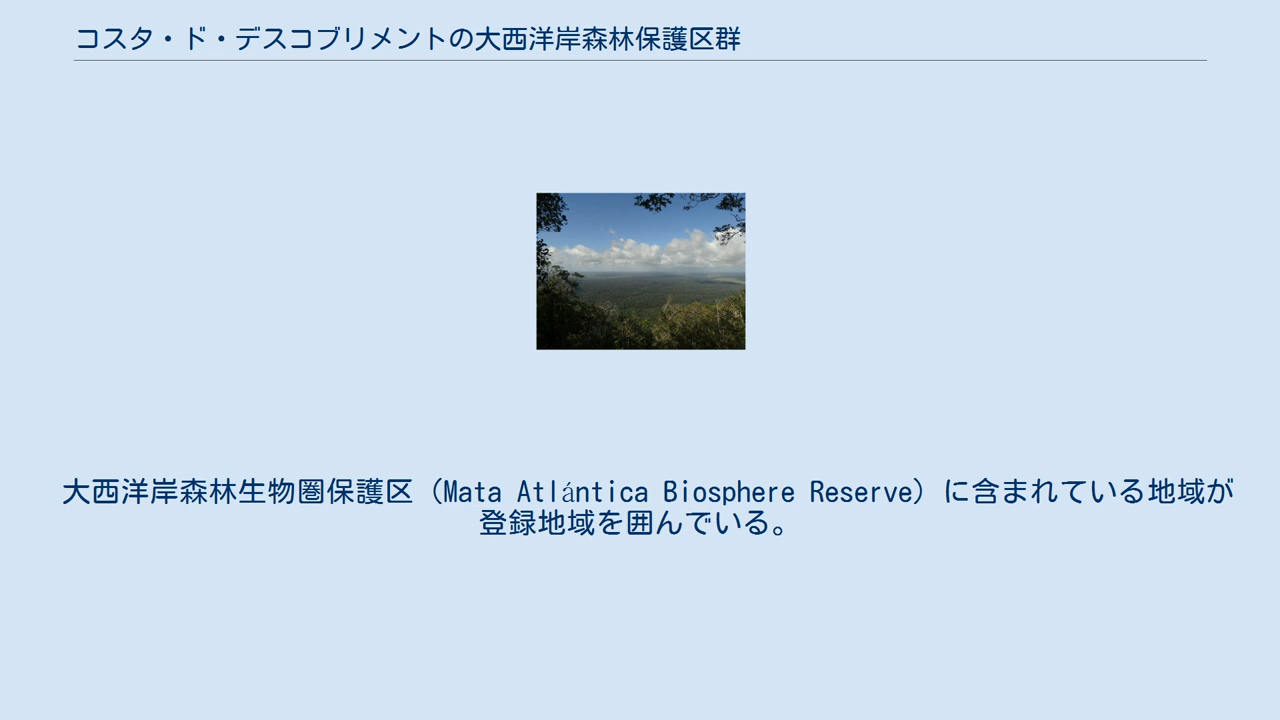 コスタ・ド・デスコブリメントの大西洋岸森林保護区群
大西洋岸森林生物圏保護区（Mata Atlántica Biosphere Reserve）に含まれている地域が
登録地域を囲んでいる。